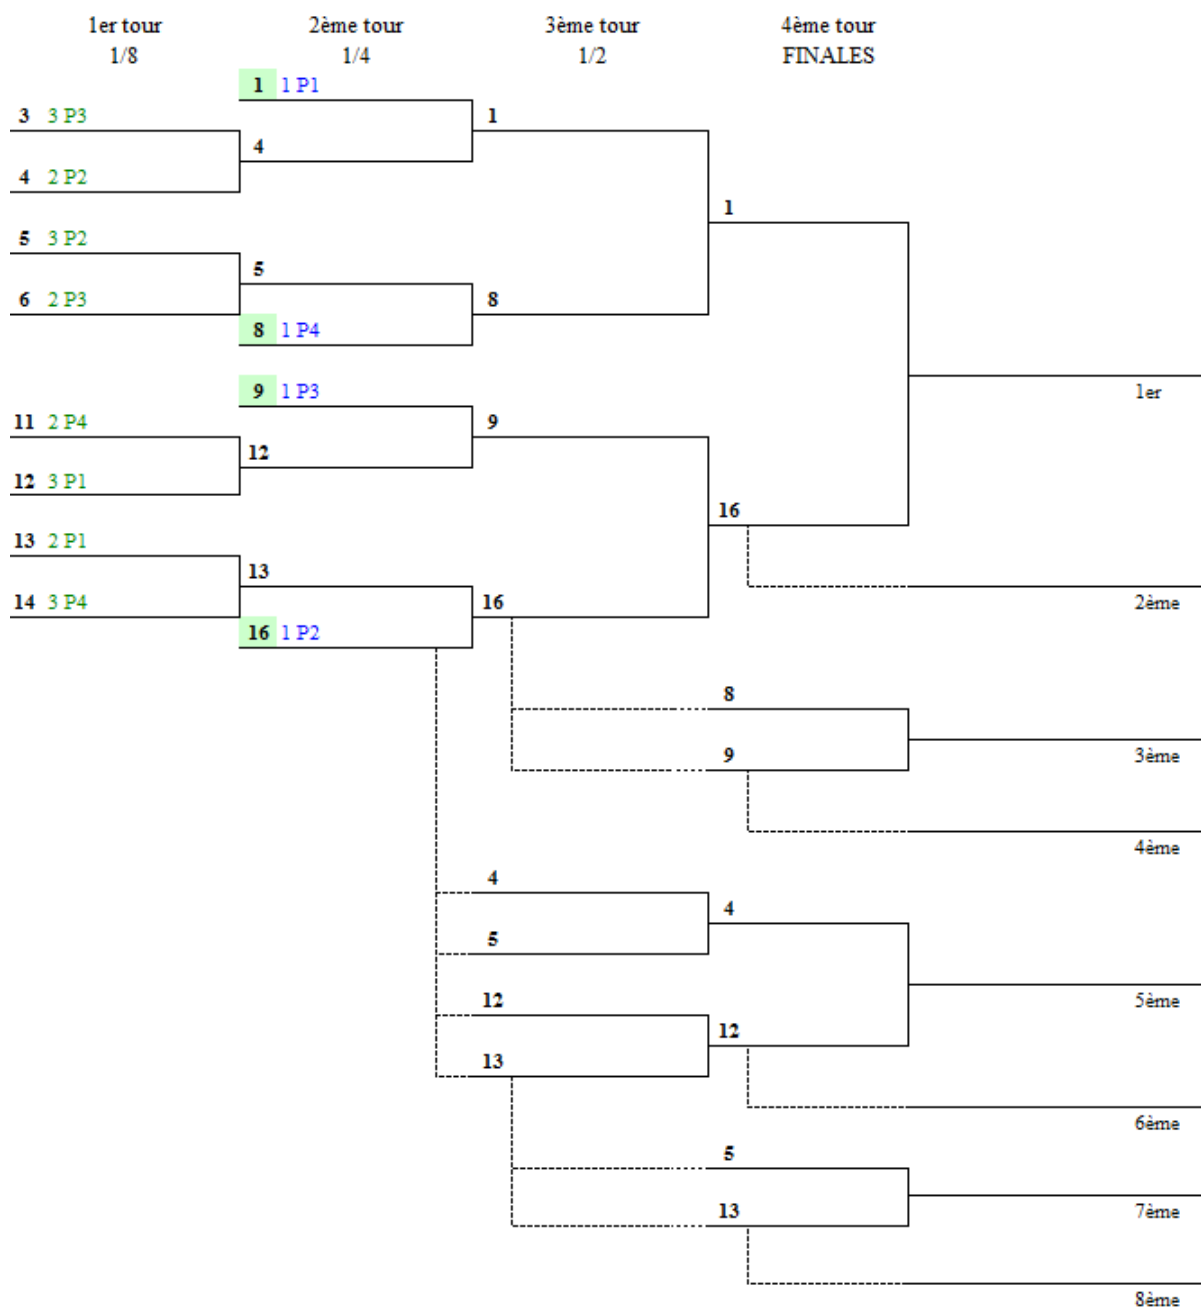 1er tour 2ème tour 3ème tour 4ème tour
1/8 1/4 1/2 FINALES
1 1 P1
3 3 P3 1
4
4 2 P2
1
5 3 P2
5
6 2 P3 8
8 1 P4
9 1 P3
1er
11 2 P4 9
12
12 3 P1
16
13 2 P1
13
14 3 P4 16
2ème
16 1 P2
8
9
3ème
4ème
4
4
5
12
5ème
12
13
6ème
5
13
7ème
8ème